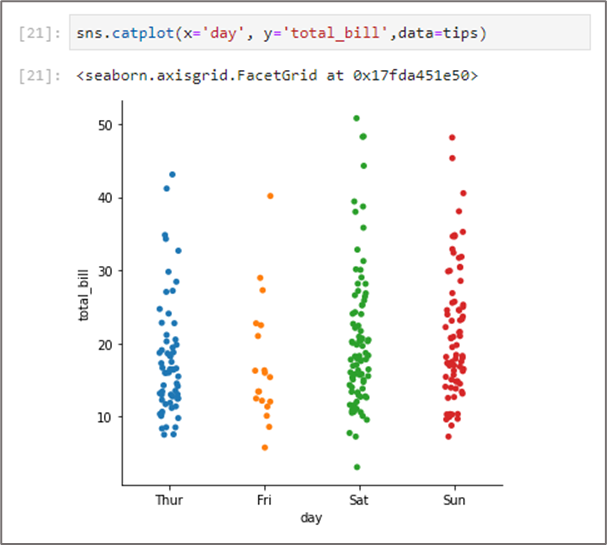 [21]: sns.catplot(x='day', y='total_bill',data=tips)
[21]: <seaborn.axisgrid.FacetGrid at 0x17fda451e50>
50
40
30
20
10
total_bill
Thur Fri Sat Sun
day